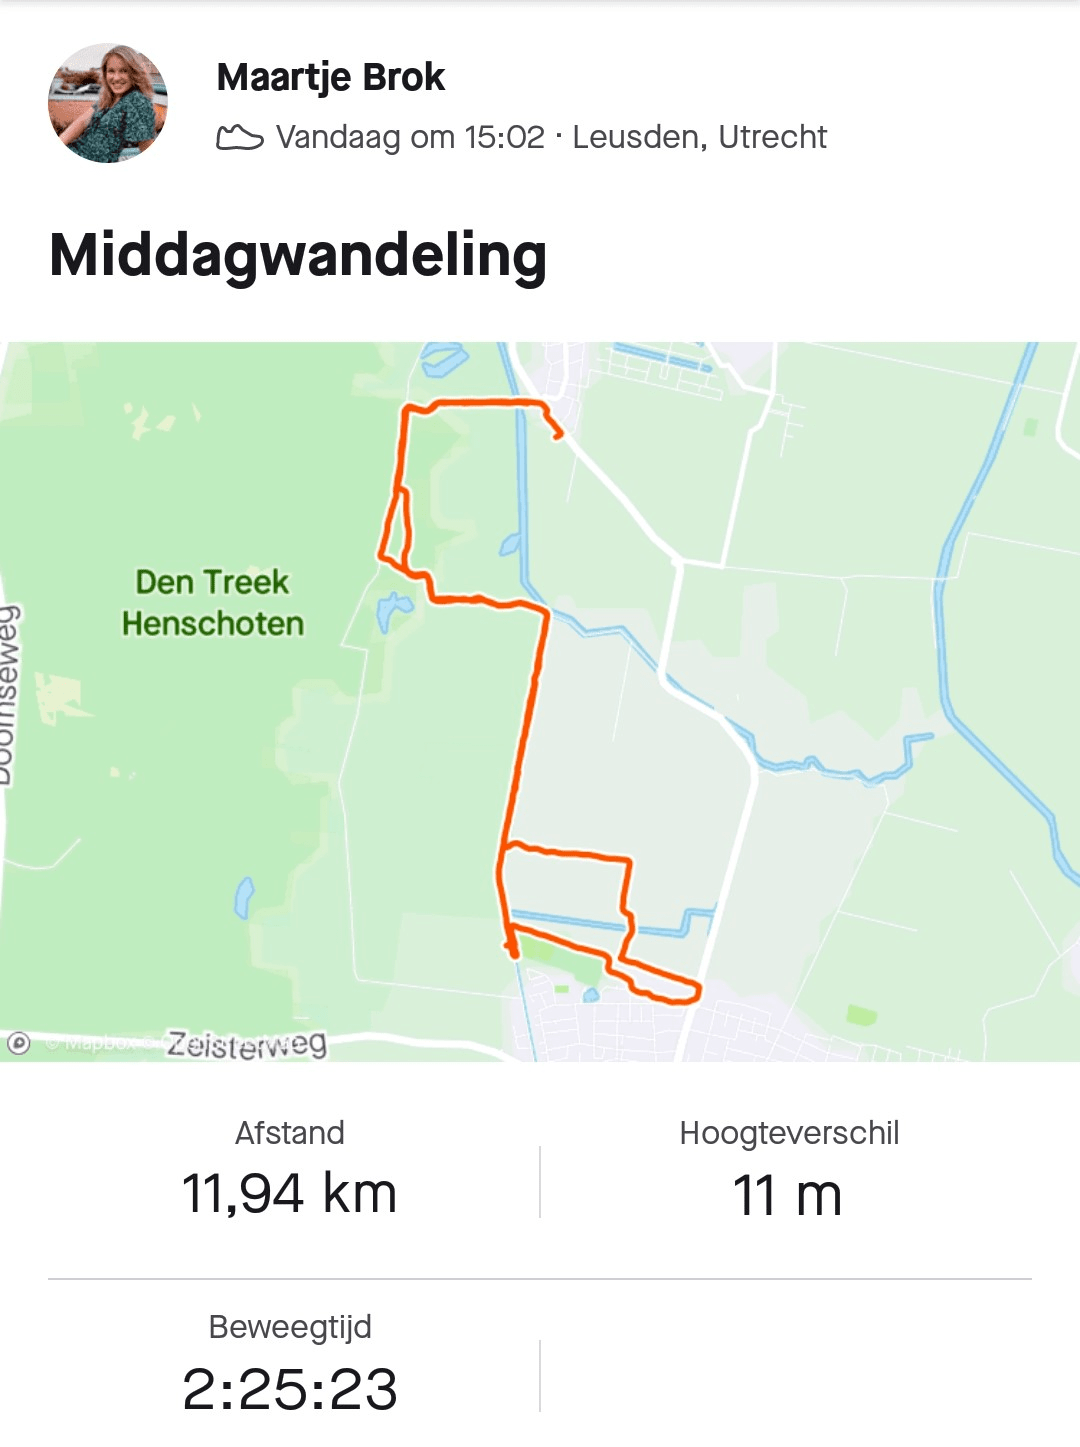 Maartje Brok
Vandaag om 15:02 · Leusden, Utrecht
Middagwandeling
Den Treek
Henschoten
Doornseweg
© Mapbox ©
Zeisterweg
Afstand
11,94 km
Hoogteverschil
11 m
Beweegtijd
2:25:23